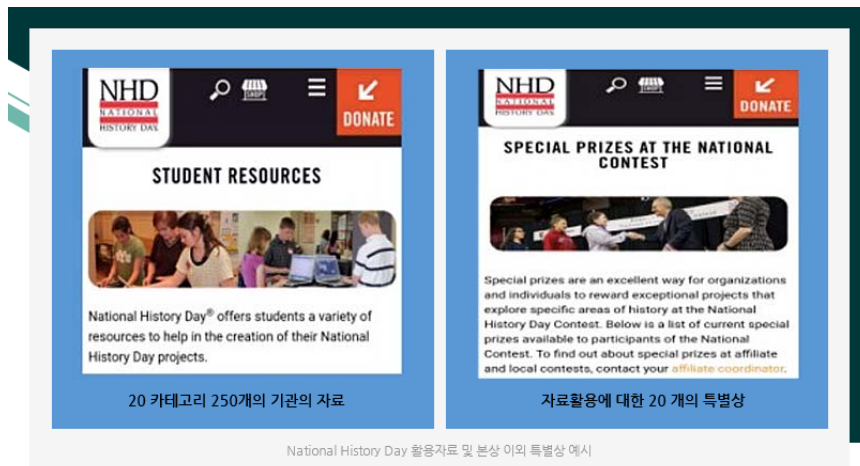 NHD
NATIONAL
HISTORY DAY
SHOP
DONATE
STUDENT RESOURCES
National History Day® offers students a variety of
resources to help in the creation of their National
History Day projects.
20 카테고리 250개의 기관의 자료
NHD
NATIONAL
HISTORY DAY
SHOP
DONATE
SPECIAL PRIZES AT THE NATIONAL
CONTEST
Special prizes are an excellent way for organizations
and individuals to reward exceptional projects that
explore specific areas of history at the National
History Day Contest. Below is a list of current special
prizes available to participants of the National
Contest. To find out about special prizes at affiliate
and local contests, contact your affiliate coordinator.
자료활용에 대한 20 개의 특별상
National History Day 활용자료 및 본상 이외 특별상 예시